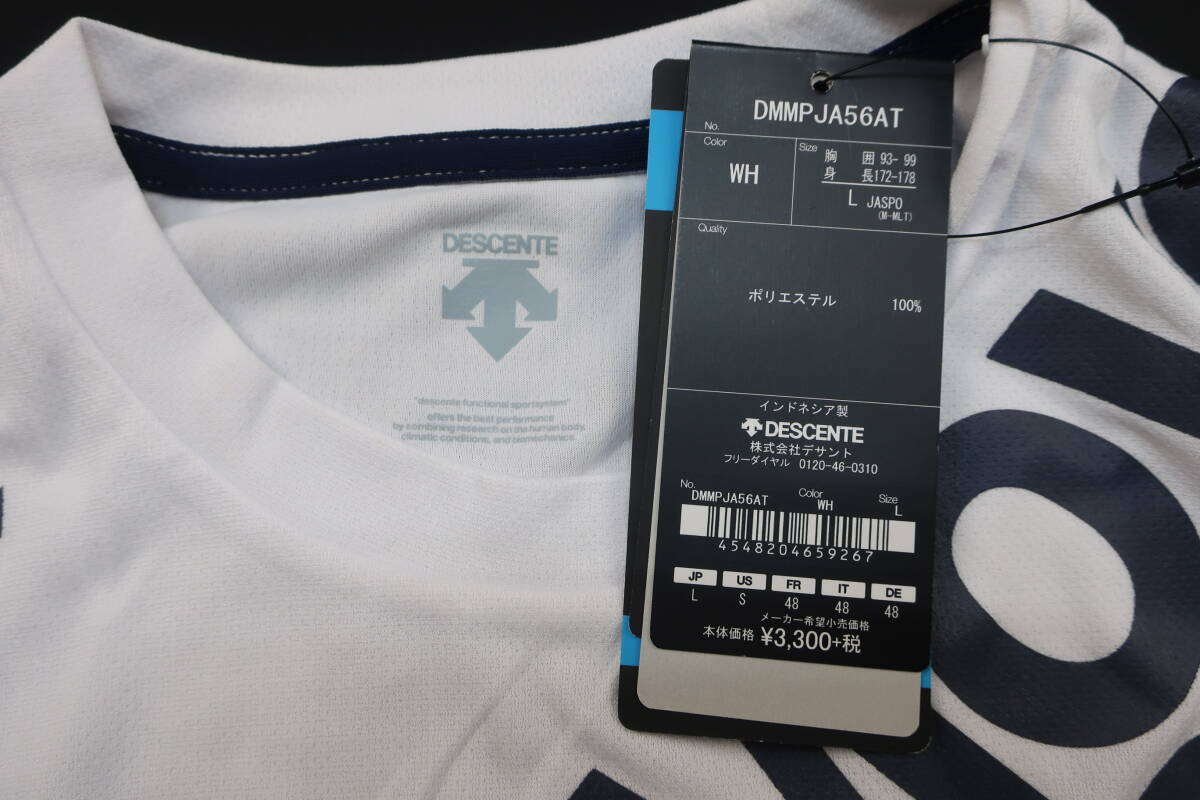 DESCENTE
"descente functional sportsystem"
offers the best performance
by combining research on the human body,
climatic conditions, and biomechanics.
No. DMMPJA56AT
Color WH
Size 胸 囲 93- 99
身 長172-178
L JASPO
(M-MLT)
Quality
ポリエステル 100%
インドネシア製
DESCENTE
株式会社デサント
フリーダイヤル 0120-46-0310
No. DMMPJA56AT Color WH Size L
4548204659267
JP US FR IT DE
L S 48 48 48
メーカー希望小売価格
本体価格 ¥3,300+税